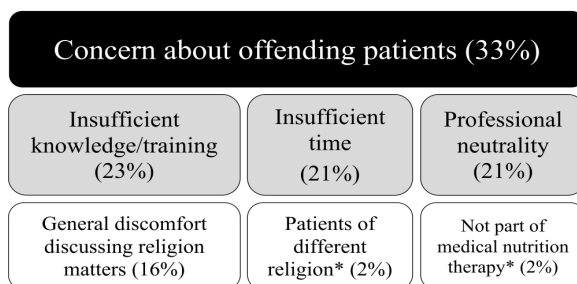 Concern about offending patients (33%)
Insufficient
knowledge/training
(23%)
Insufficient
time
(21%)
Professional
neutrality
(21%)
General discomfort
discussing religion
matters (16%)
Patients of
different
religion* (2%)
Not part of
medical nutrition
therapy* (2%)